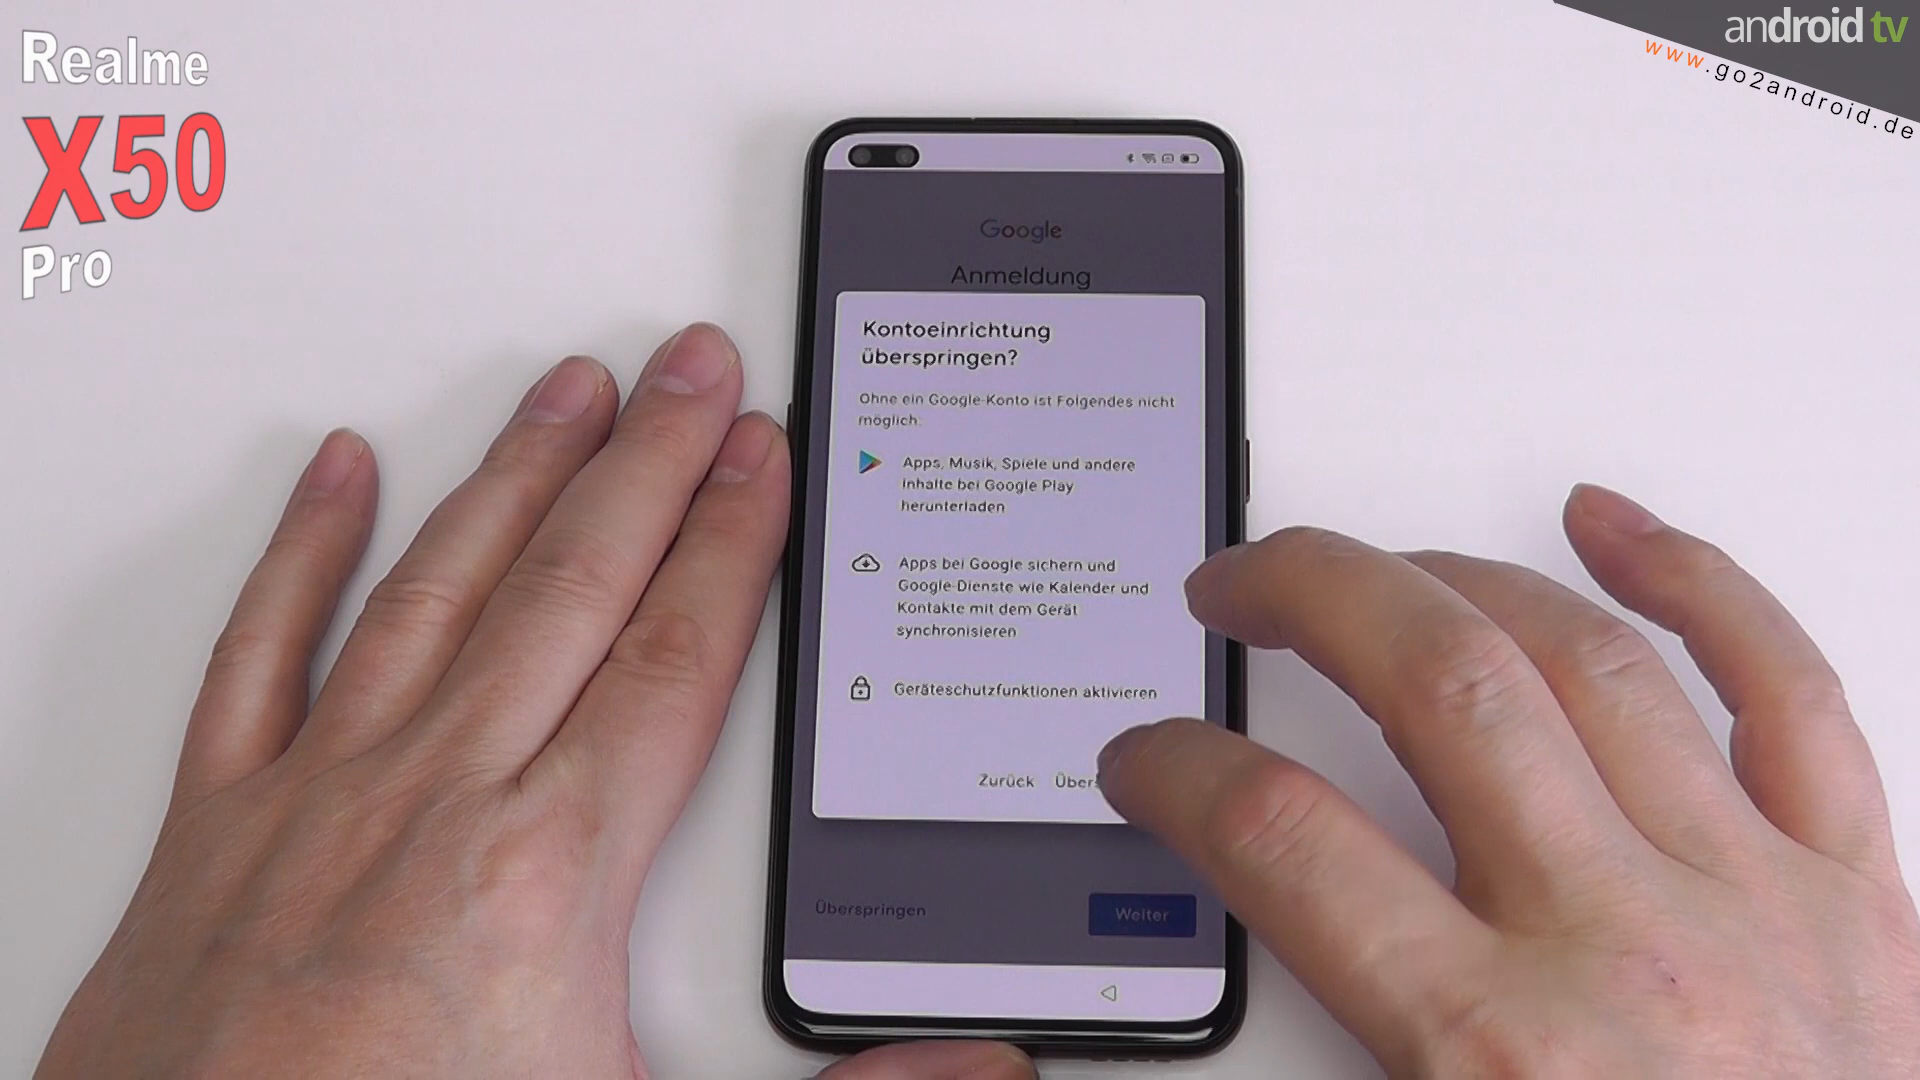 Realme
X50
Pro
android tv
www.go2android.de
Google
Anmeldung
Kontoeinrichtung
überspringen?
Ohne ein Google-Konto ist Folgendes nicht
möglich:
Apps, Musik, Spiele und andere
Inhalte bei Google Play
herunterladen
Apps bei Google sichern und
Google-Dienste wie Kalender und
Kontakte mit dem Gerät
synchronisieren
Geräteschutzfunktionen aktivieren
Zurück
Überspringen
Weiter